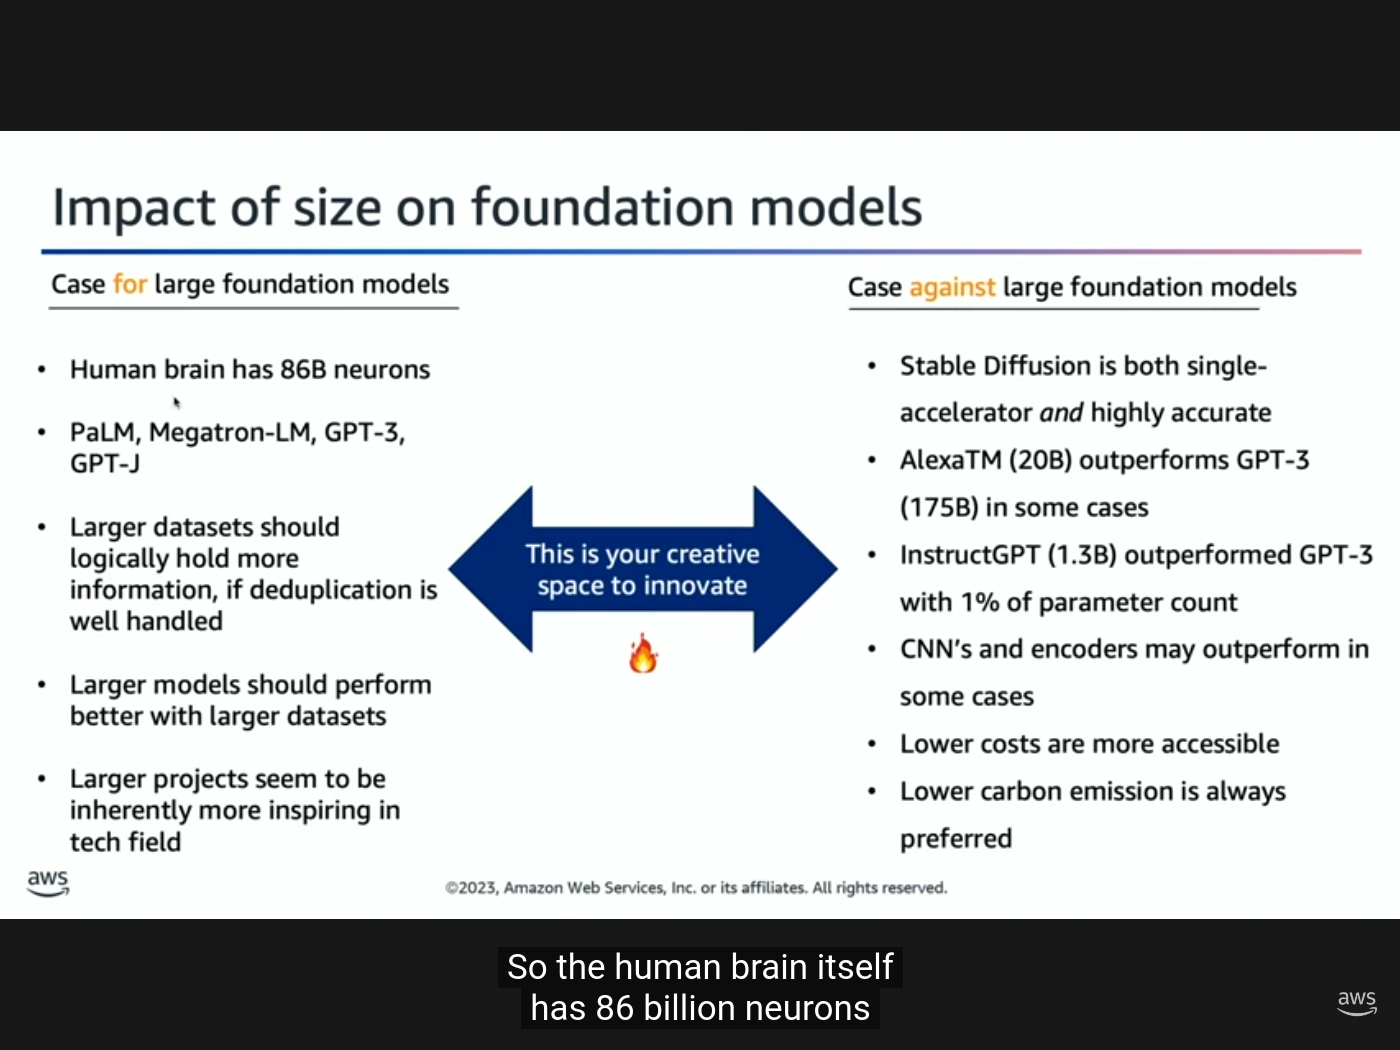 Impact of size on foundation models
Case for large foundation models
• Human brain has 86B neurons
• PaLM, Megatron-LM, GPT-3,
GPT-J
• Larger datasets should
logically hold more
information, if deduplication is
well handled
• Larger models should perform
better with larger datasets
• Larger projects seem to be
inherently more inspiring in
tech field
This is your creative
space to innovate
Case against large foundation models
• Stable Diffusion is both single-
accelerator and highly accurate
• AlexaTM (20B) outperforms GPT-3
(175B) in some cases
• InstructGPT (1.3B) outperformed GPT-3
with 1% of parameter count
• CNN's and encoders may outperform in
some cases
• Lower costs are more accessible
• Lower carbon emission is always
preferred
aws
©2023, Amazon Web Services, Inc. or its affiliates. All rights reserved.
So the human brain itself
has 86 billion neurons
aws